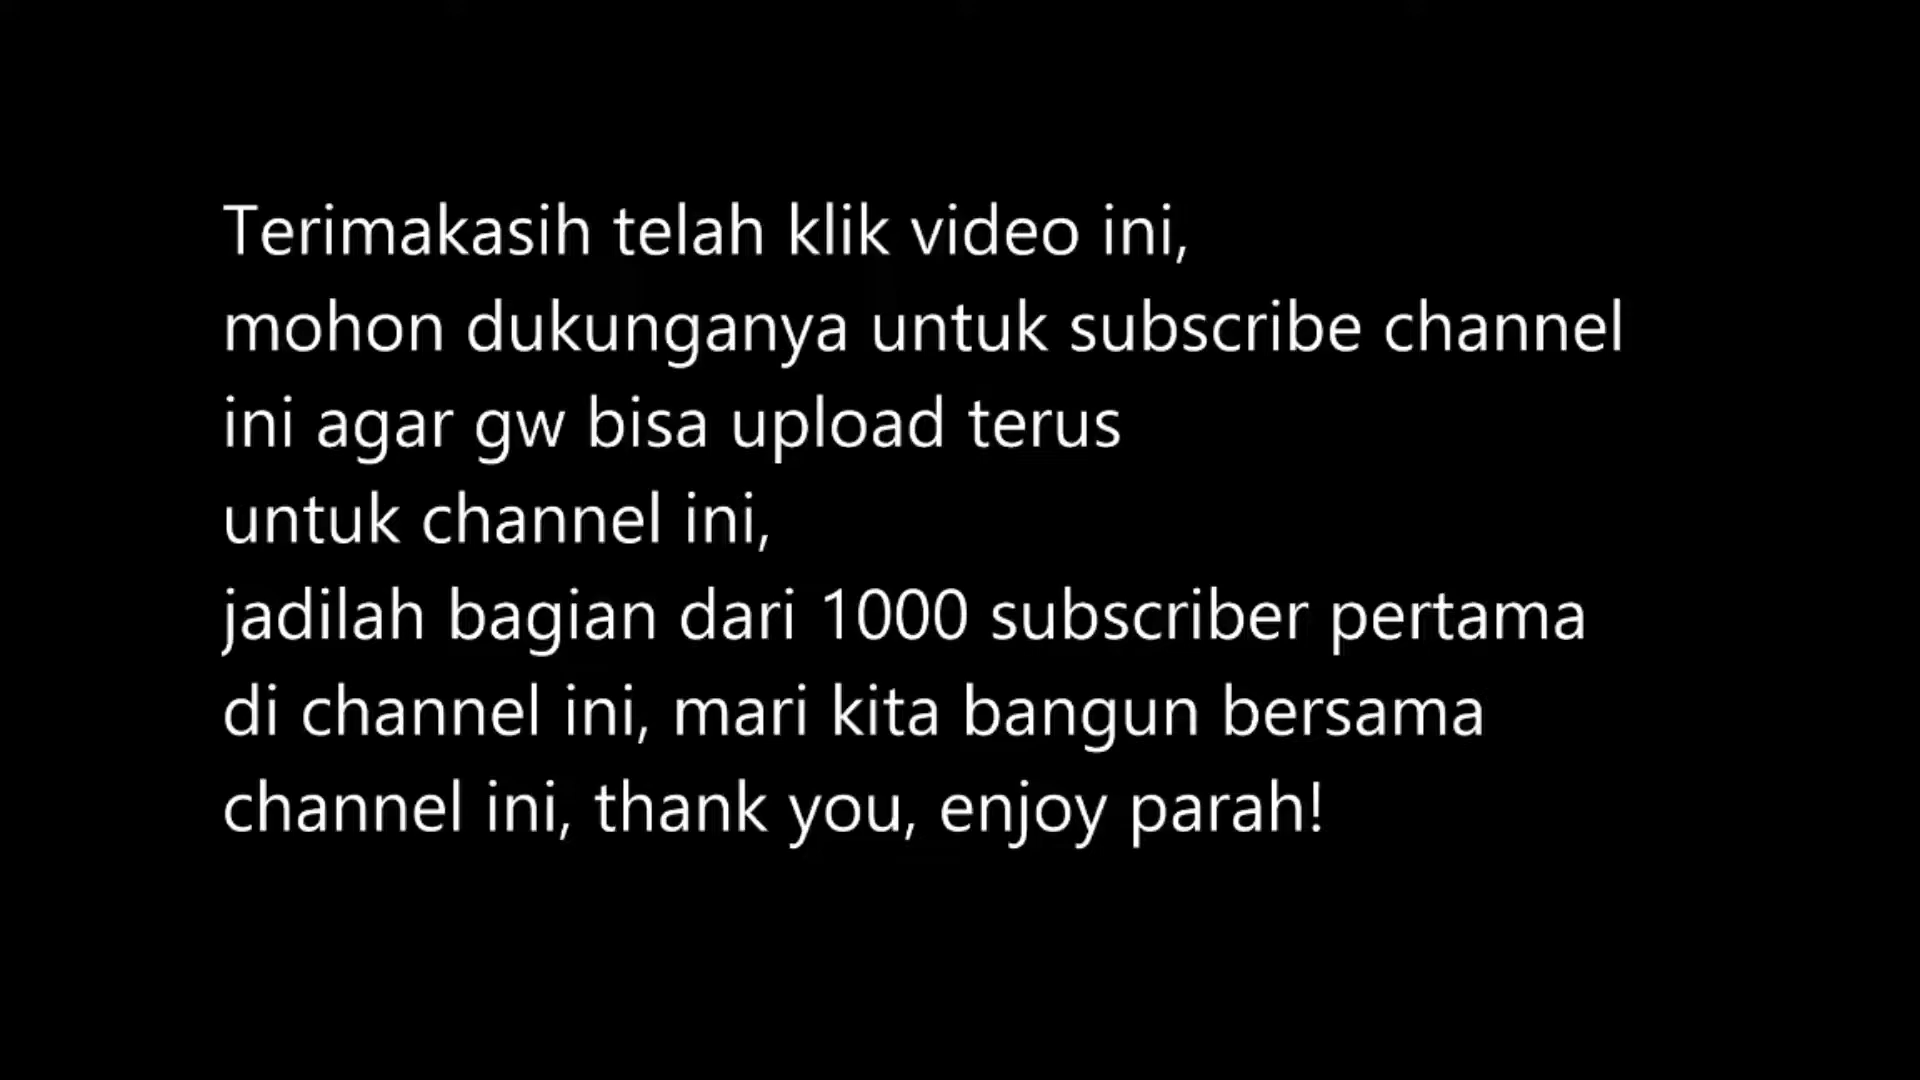 Terimakasih telah klik video ini,
mohon dukunganya untuk subscribe channel
ini agar gw bisa upload terus
untuk channel ini,
jadilah bagian dari 1000 subscriber pertama
di channel ini, mari kita bangun bersama
channel ini, thank you, enjoy parah!